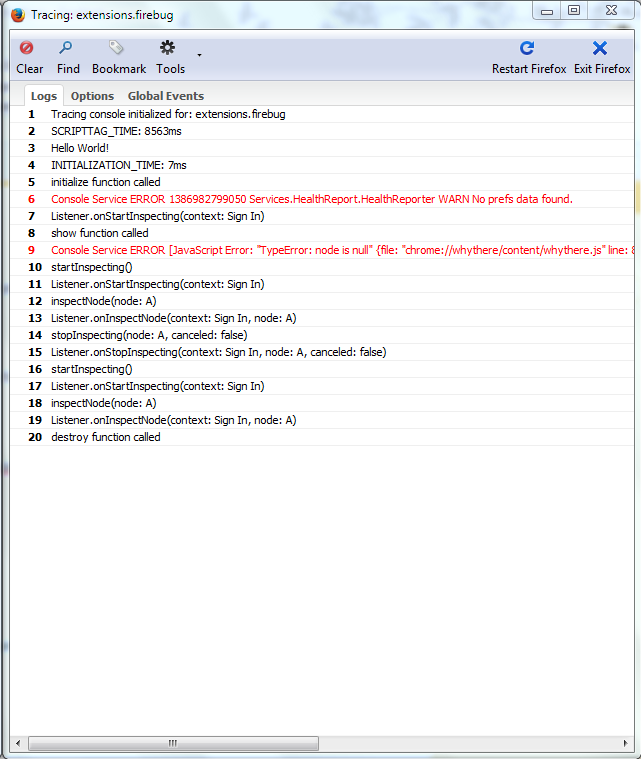 Tracing: extensions.firebug
Clear Find Bookmark Tools Restart Firefox Exit Firefox
Logs Options Global Events
1 Tracing console initialized for: extensions.firebug
2 SCRIPTTAG_TIME: 8563ms
3 Hello World!
4 INITIALIZATION_TIME: 7ms
5 initialize function called
6 Console Service ERROR 1386982799050 Services.HealthReport.HealthReporter WARN No prefs data found.
7 Listener.onStartInspecting(context: Sign In)
8 show function called
9 Console Service ERROR [JavaScript Error: "TypeError: node is null" {file: "chrome://whythere/content/whythere.js" line: 8
10 startInspecting()
11 Listener.onStartInspecting(context: Sign In)
12 inspectNode(node: A)
13 Listener.onInspectNode(context: Sign In, node: A)
14 stopInspecting(node: A, canceled: false)
15 Listener.onStopInspecting(context: Sign In, node: A, canceled: false)
16 startInspecting()
17 Listener.onStartInspecting(context: Sign In)
18 inspectNode(node: A)
19 Listener.onInspectNode(context: Sign In, node: A)
20 destroy function called